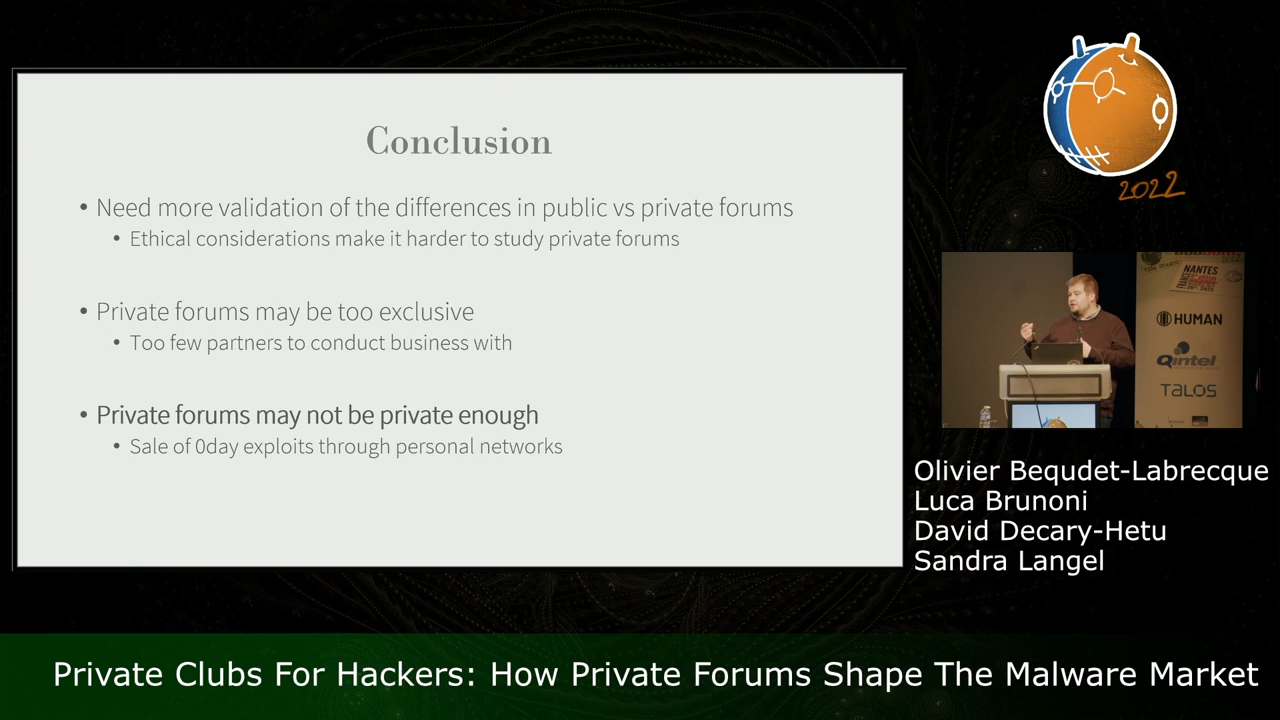 Conclusion
• Need more validation of the differences in public vs private forums
• Ethical considerations make it harder to study private forums
• Private forums may be too exclusive
• Too few partners to conduct business with
• Private forums may not be private enough
• Sale of 0day exploits through personal networks
2022
NANTES
HUMAN
Qintel
TALOS
Olivier Bequdet-Labrecque
Luca Brunoni
David Decary-Hetu
Sandra Langel
Private Clubs For Hackers: How Private Forums Shape The Malware Market